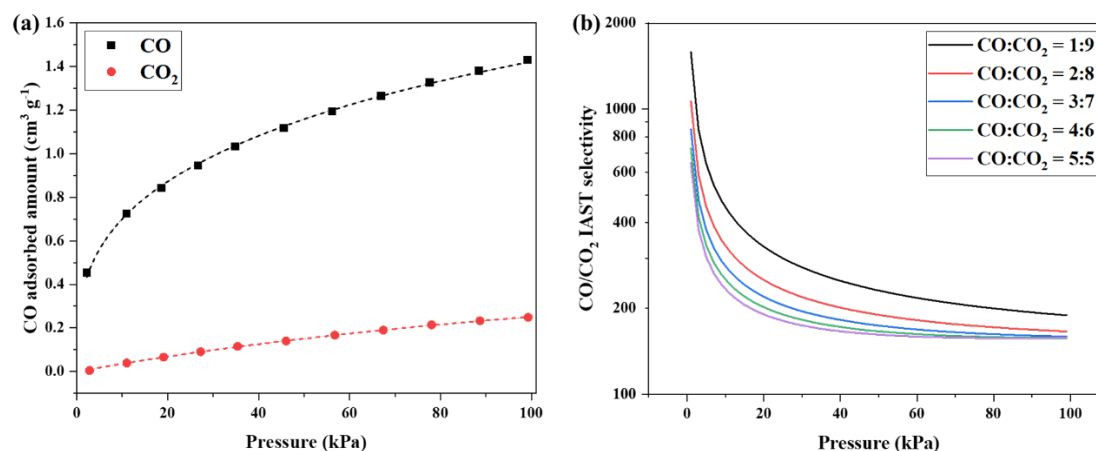 (a)
CO
CO₂
CO adsorbed amount (cm³ g⁻¹)
1.6
1.4
1.2
1.0
0.8
0.6
0.4
0.2
0.0
0 20 40 60 80 100
Pressure (kPa)
(b)
CO:CO₂ = 1:9
CO:CO₂ = 2:8
CO:CO₂ = 3:7
CO:CO₂ = 4:6
CO:CO₂ = 5:5
CO/CO₂ IAST selectivity
2000
1000
800
600
400
200
100
0 20 40 60 80 100
Pressure (kPa)